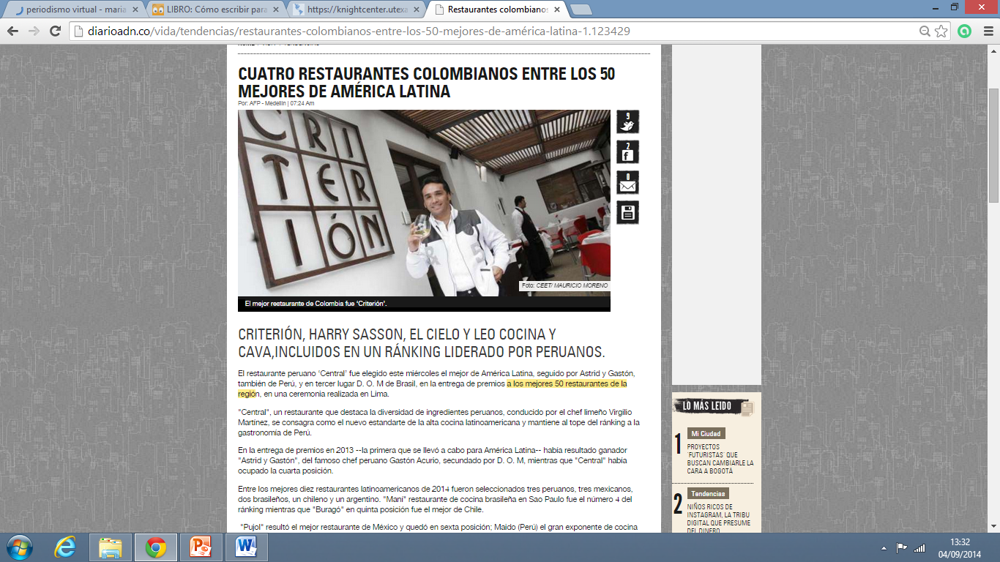 periodismo virtual - maria
LIBRO: Cómo escribir para
https://knightcenter.utexa
Restaurantes colombianos
diarioadn.co/vida/tendencias/restaurantes-colombianos-entre-los-50-mejores-de-américa-latina-1.123429
CUATRO RESTAURANTES COLOMBIANOS ENTRE LOS 50
MEJORES DE AMÉRICA LATINA
Por: AFP - Medellín | 07:24 Am
CRI
TER
IÓN
9
2
f
0
Foto: CEET/ MAURICIO MORENO
El mejor restaurante de Colombia fue 'Criterión'.
CRITERIÓN, HARRY SASSON, EL CIELO Y LEO COCINA Y
CAVA,INCLUIDOS EN UN RÁNKING LIDERADO POR PERUANOS.
El restaurante peruano 'Central' fue elegido este miércoles el mejor de América Latina, seguido por Astrid y Gastón,
también de Perú, y en tercer lugar D. O. M de Brasil, en la entrega de premios a los mejores 50 restaurantes de la
región, en una ceremonia realizada en Lima.
"Central", un restaurante que destaca la diversidad de ingredientes peruanos, conducido por el chef limeño Virgilio
Martínez, se consagra como el nuevo estandarte de la alta cocina latinoamericana y mantiene al tope del ránking a la
gastronomía de Perú.
En la entrega de premios en 2013 --la primera que se llevó a cabo para América Latina-- había resultado ganador
"Astrid y Gastón", del famoso chef peruano Gastón Acurio, secundado por D. O. M, mientras que "Central" había
ocupado la cuarta posición.
Entre los mejores diez restaurantes latinoamericanos de 2014 fueron seleccionados tres peruanos, tres mexicanos,
dos brasileños, un chileno y un argentino. "Maní" restaurante de cocina brasileña en Sao Paulo fue el número 4 del
ránking mientras que "Buragó" en quinta posición fue el mejor de Chile.
"Pujol" resultó el mejor restaurante de México y quedó en sexta posición; Maido (Perú) el gran exponente de cocina
LO MÁS LEIDO
1
Mi Ciudad
PROYECTOS
'FUTURISTAS' QUE
BUSCAN CAMBIARLE LA
CARA A BOGOTÁ
2
Tendencias
NIÑOS RICOS DE
INSTAGRAM, LA TRIBU
DIGITAL QUE PRESUME
DEL DINERO
13:32
04/09/2014